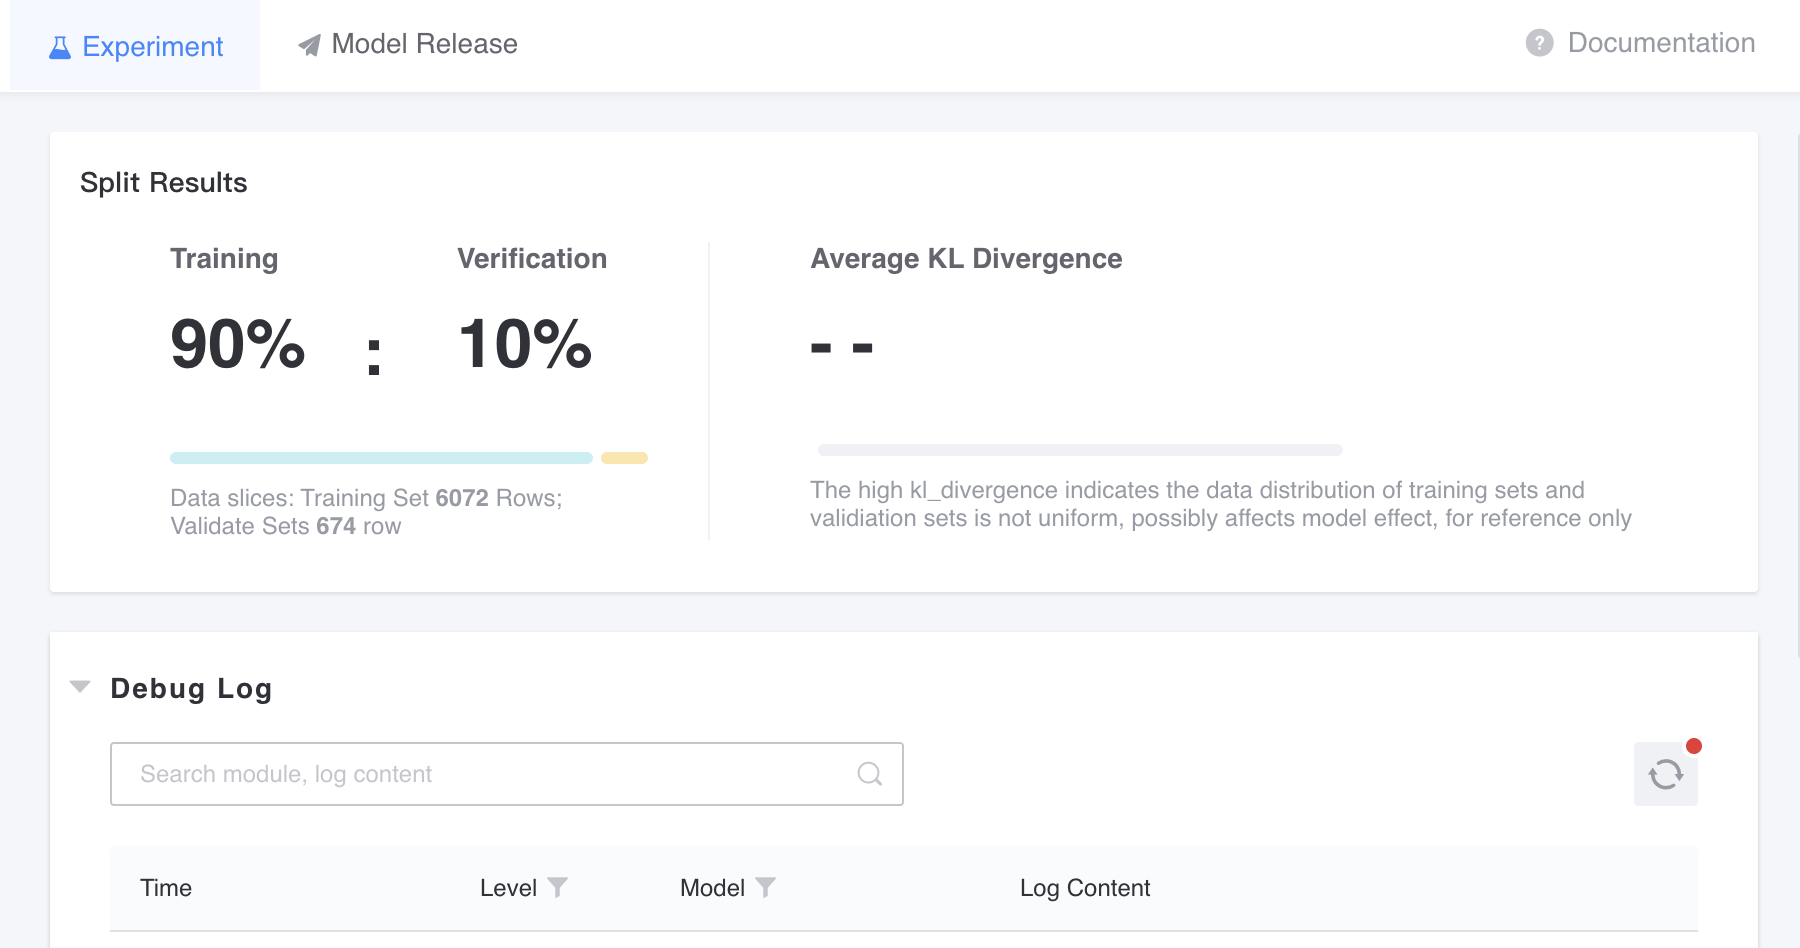 Experiment
Model Release
? Documentation
Split Results
Training
Verification
90% : 10%
Data slices: Training Set 6072 Rows;
Validate Sets 674 row
Average KL Divergence
- -
The high kl_divergence indicates the data distribution of training sets and
validiation sets is not uniform, possibly affects model effect, for reference only
Debug Log
Search module, log content
Time Level Model Log Content